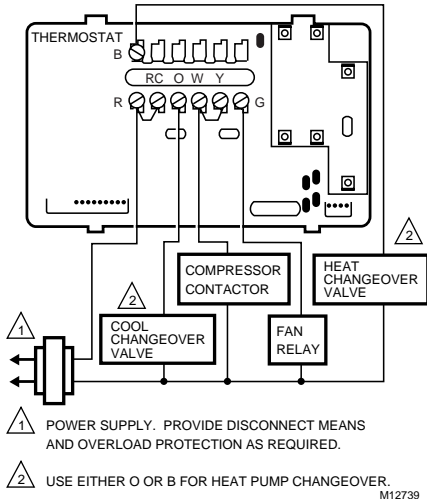 THERMOSTAT
B
RC O W Y
R
G
2
HEAT
CHANGEOVER
VALVE
COMPRESSOR
CONTACTOR
2
1
COOL
CHANGEOVER
VALVE
FAN
RELAY
1 POWER SUPPLY. PROVIDE DISCONNECT MEANS
AND OVERLOAD PROTECTION AS REQUIRED.
2 USE EITHER O OR B FOR HEAT PUMP CHANGEOVER.
M12739